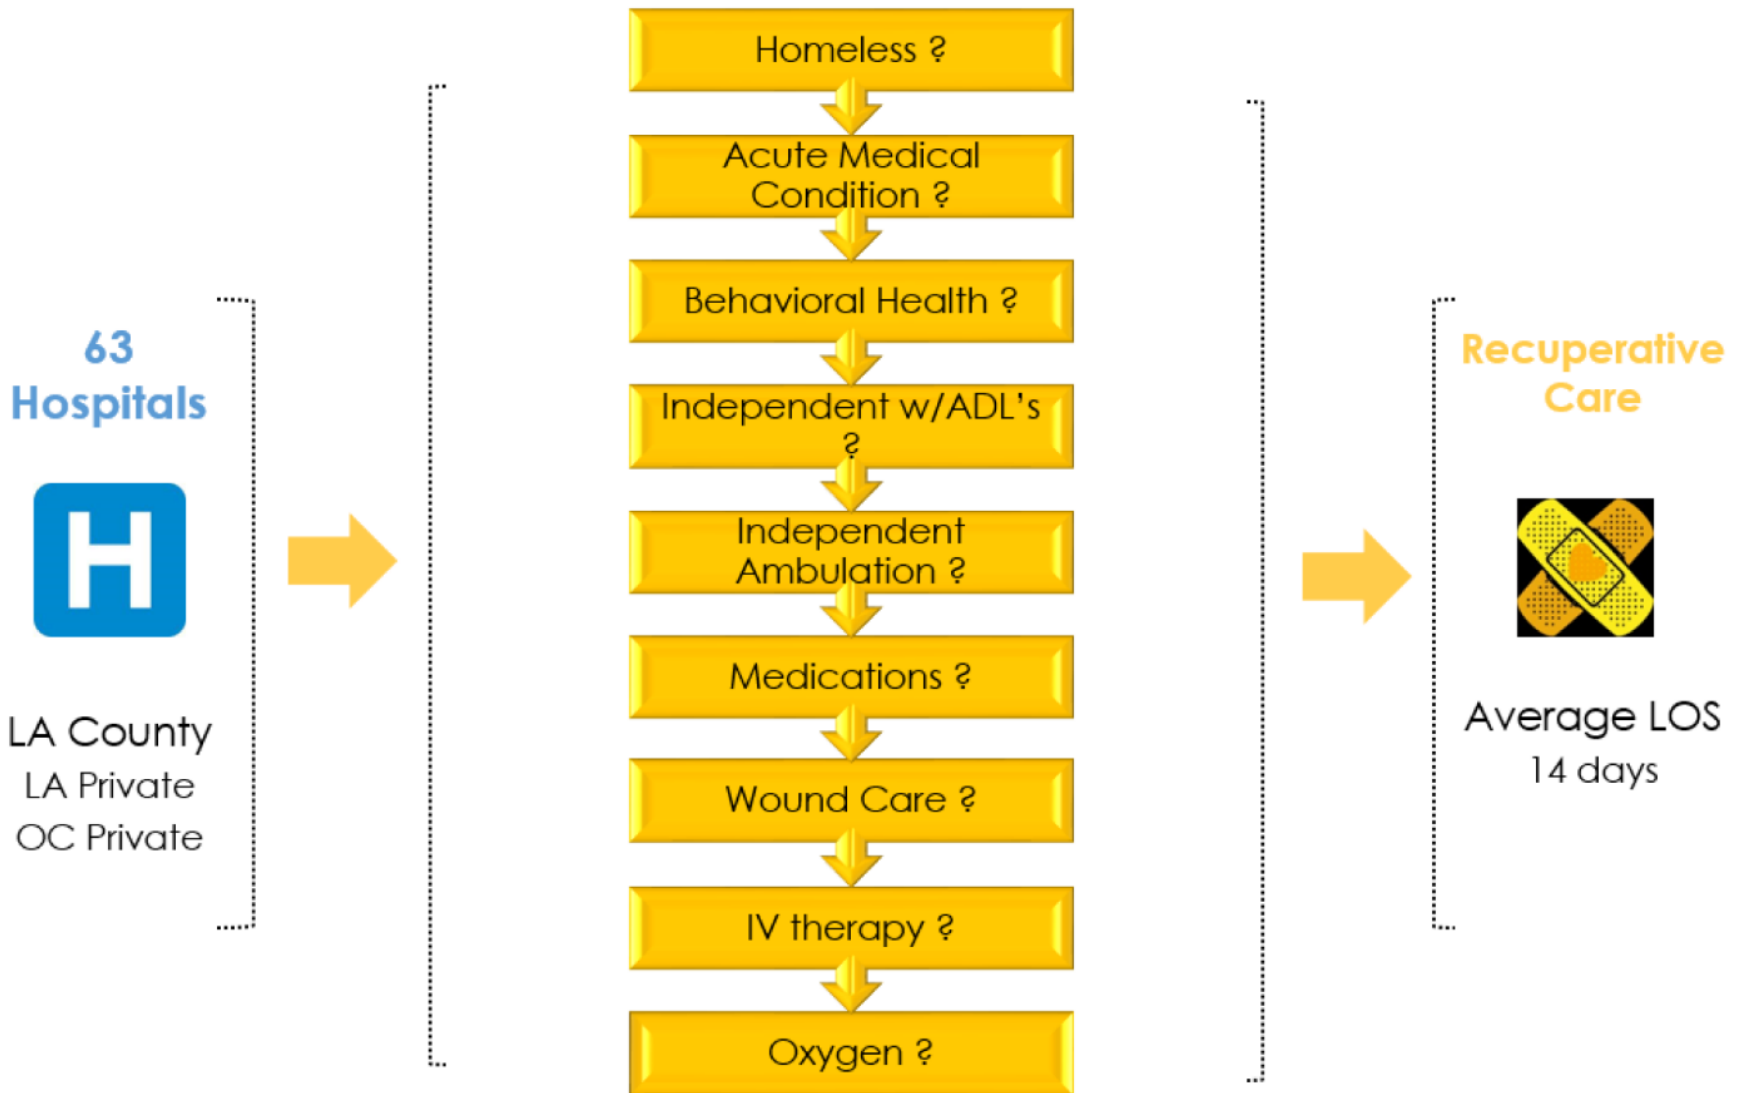 63
Hospitals
H
LA County
LA Private
OC Private
Homeless ?
Acute Medical
Condition ?
Behavioral Health ?
Independent w/ADL's
?
Independent
Ambulation ?
Medications ?
Wound Care ?
IV therapy ?
Oxygen ?
Recuperative
Care
Average LOS
14 days